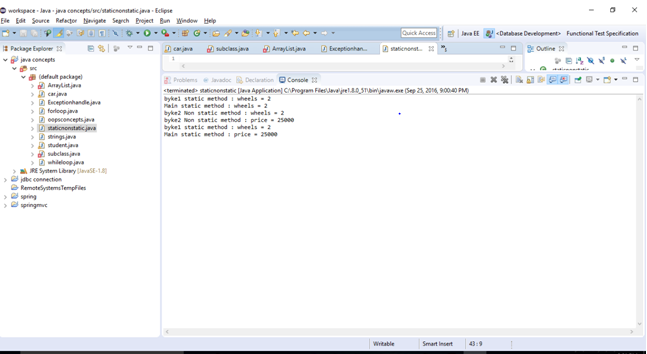 workspace - Java - java concepts/src/staticnonstatic.java - Eclipse
File Edit Source Refactor Navigate Search Project Run Window Help
Quick Access
Java EE
<Database Development>
Functional Test Specification
Package Explorer
car.java
subclass.java
ArrayList.java
Exceptionhan...
staticnonst...
Outline
java concepts
src
(default package)
ArrayList.java
car.java
Exceptionhandle.java
forloop.java
oopsconcepts.java
staticnonstatic.java
strings.java
student.java
subclass.java
whileloop.java
JRE System Library [JavaSE-1.8]
jdbc connection
RemoteSystemsTempFiles
spring
springmvc
1
Problems
Javadoc
Declaration
Console
<terminated> staticnonstatic [Java Application] C:\Program Files\Java\jre1.8.0_51\bin\javaw.exe (Sep 25, 2016, 9:00:40 PM)
byke1 static method : wheels = 2
Main static method : wheels = 2
byke2 Non static method : wheels = 2
byke2 Non static method : price = 25000
byke1 static method : wheels = 2
Main static method : price = 25000
Writable
Smart Insert
43 : 9